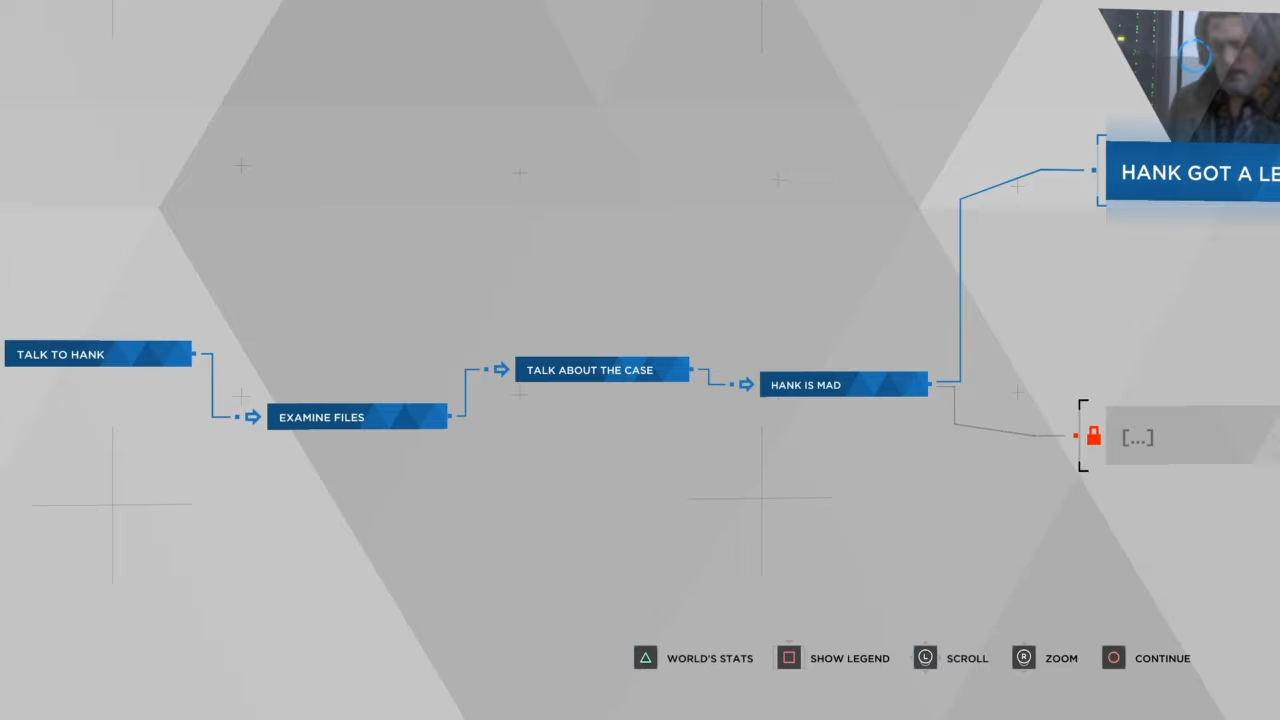 HANK GOT A LE
TALK TO HANK
EXAMINE FILES
TALK ABOUT THE CASE
HANK IS MAD
[...]
WORLD'S STATS
SHOW LEGEND
L
SCROLL
R
ZOOM
CONTINUE